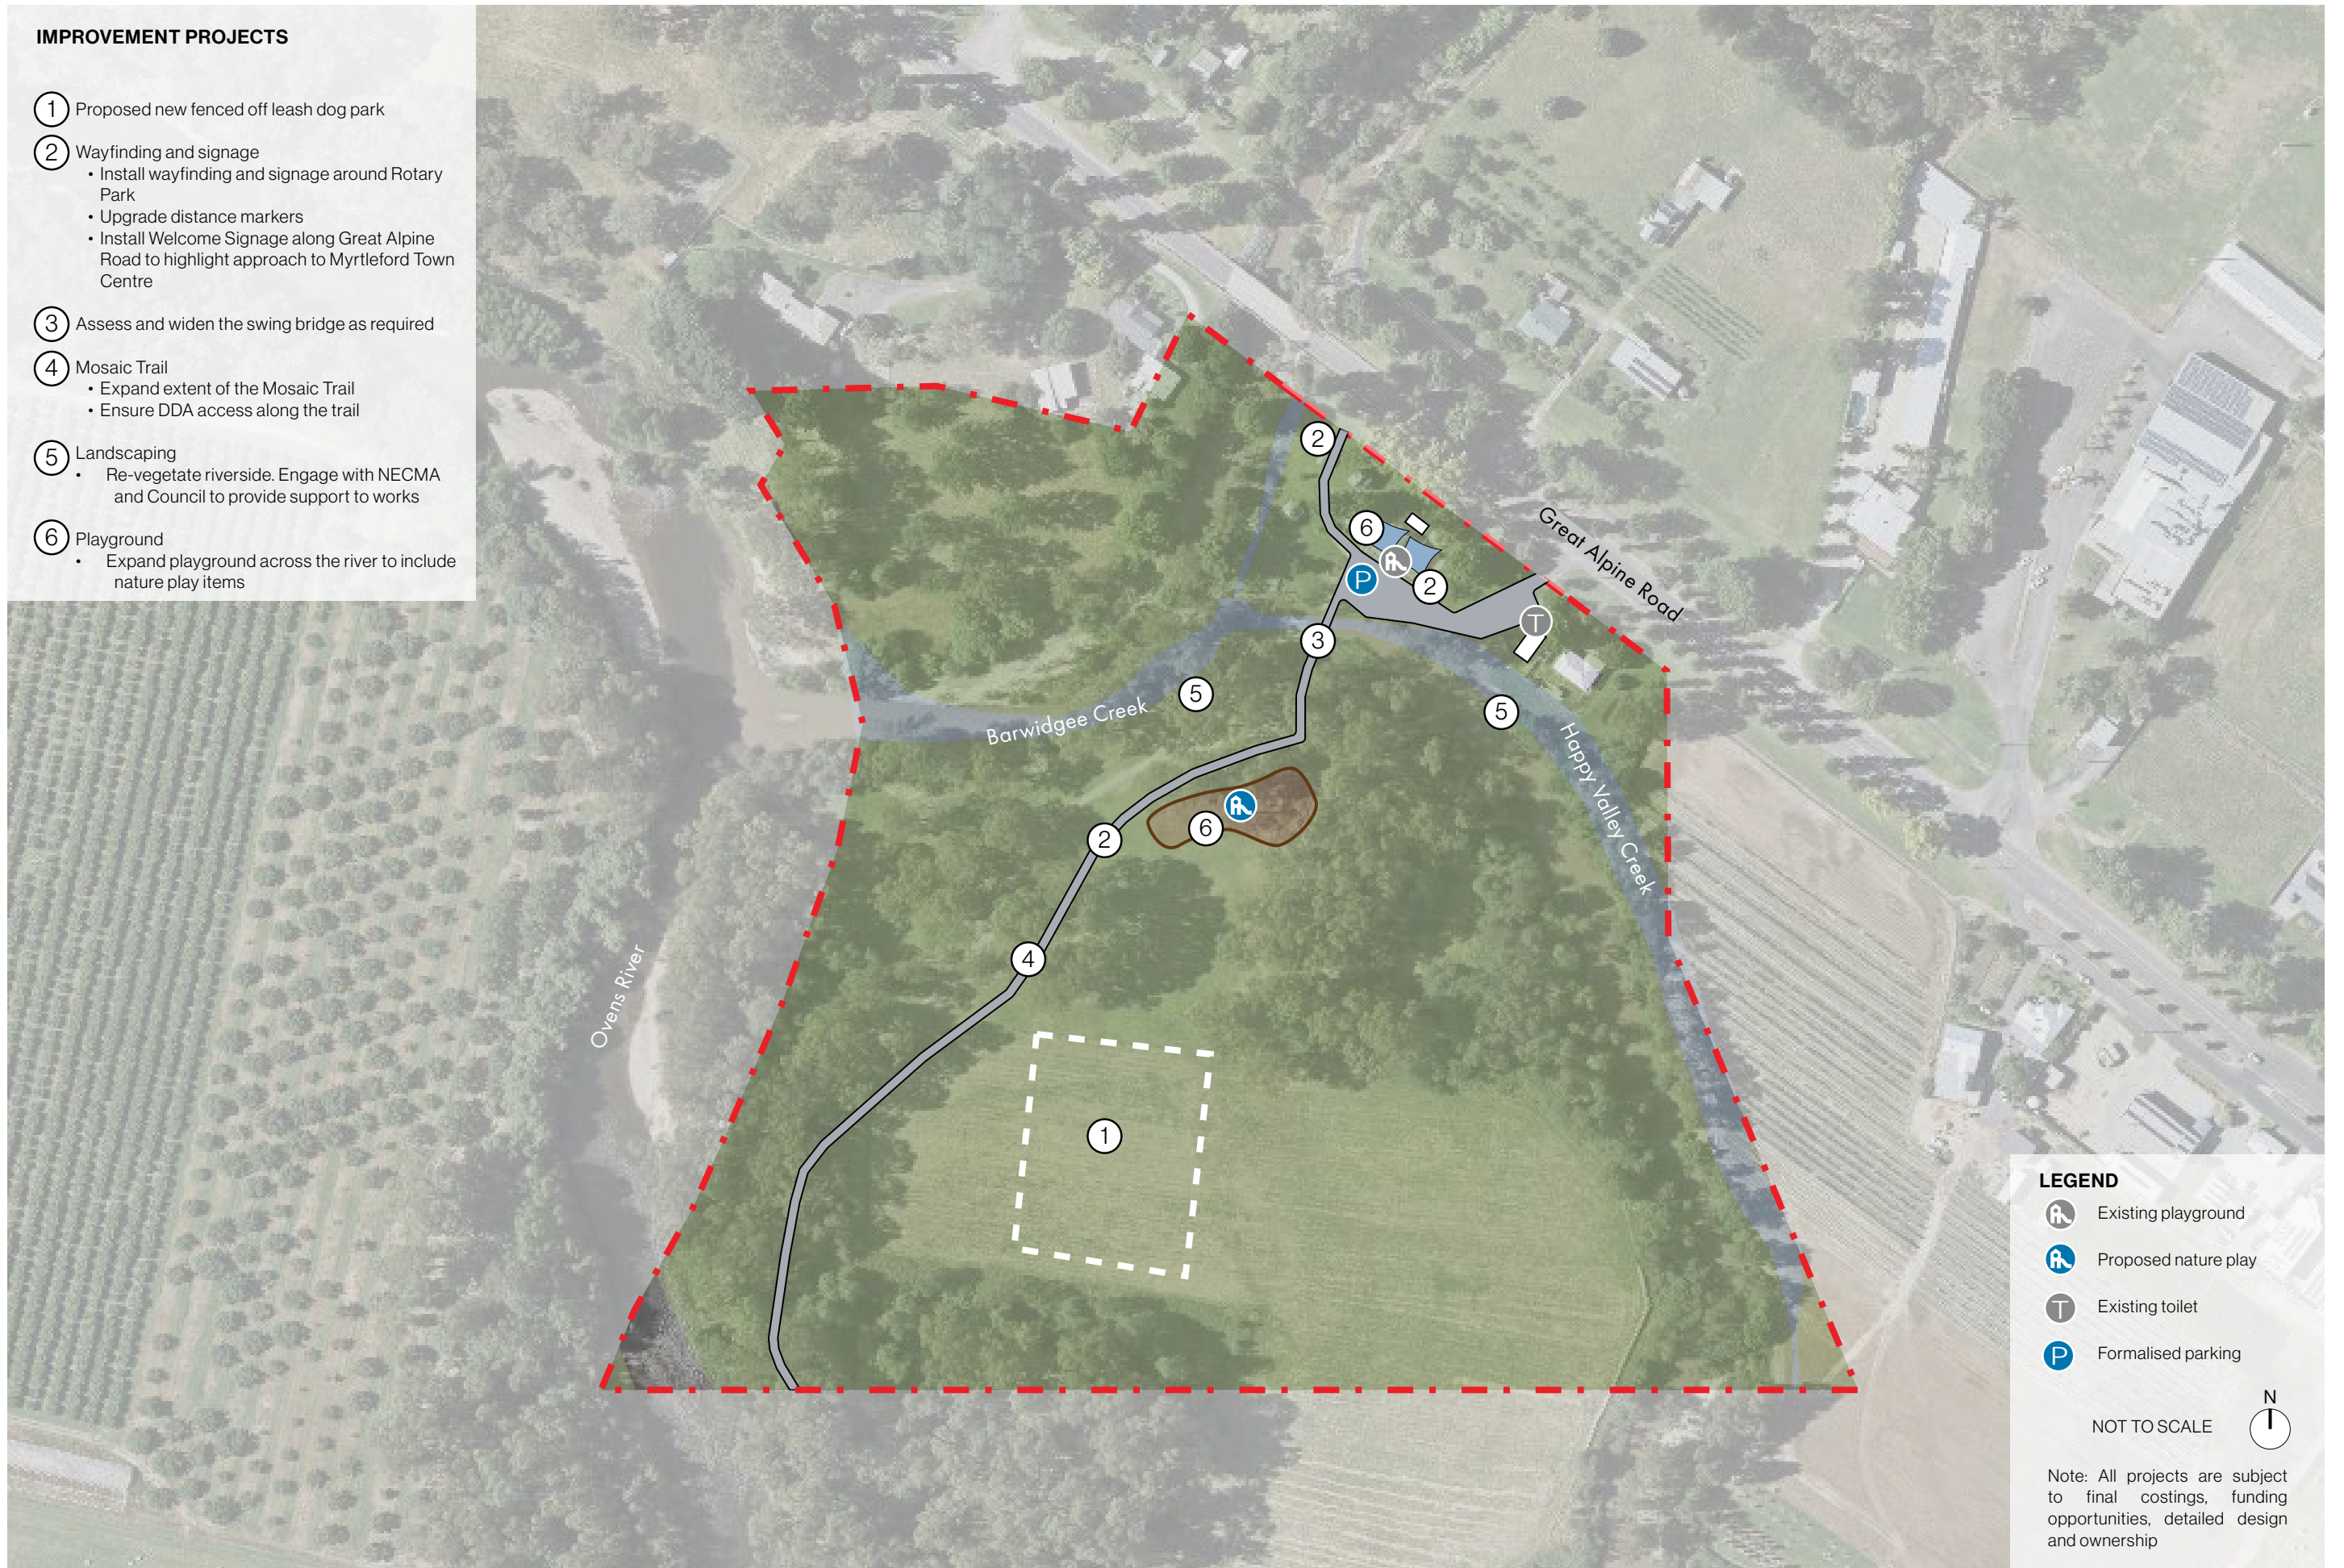 IMPROVEMENT PROJECTS
1 Proposed new fenced off leash dog park
2 Wayfinding and signage
• Install wayfinding and signage around Rotary
Park
• Upgrade distance markers
• Install Welcome Signage along Great Alpine
Road to highlight approach to Myrtleford Town
Centre
3 Assess and widen the swing bridge as required
4 Mosaic Trail
• Expand extent of the Mosaic Trail
• Ensure DDA access along the trail
5 Landscaping
• Re-vegetate riverside. Engage with NECMA
and Council to provide support to works
6 Playground
• Expand playground across the river to include
nature play items
2
6
Great Alpine Road
P
2
T
3
5
5
Barwidgee Creek
Happy Valley Creek
6
2
4
Ovens River
1
LEGEND
Existing playground
Proposed nature play
T Existing toilet
P Formalised parking
N
NOT TO SCALE
Note: All projects are subject
to final costings, funding
opportunities, detailed design
and ownership